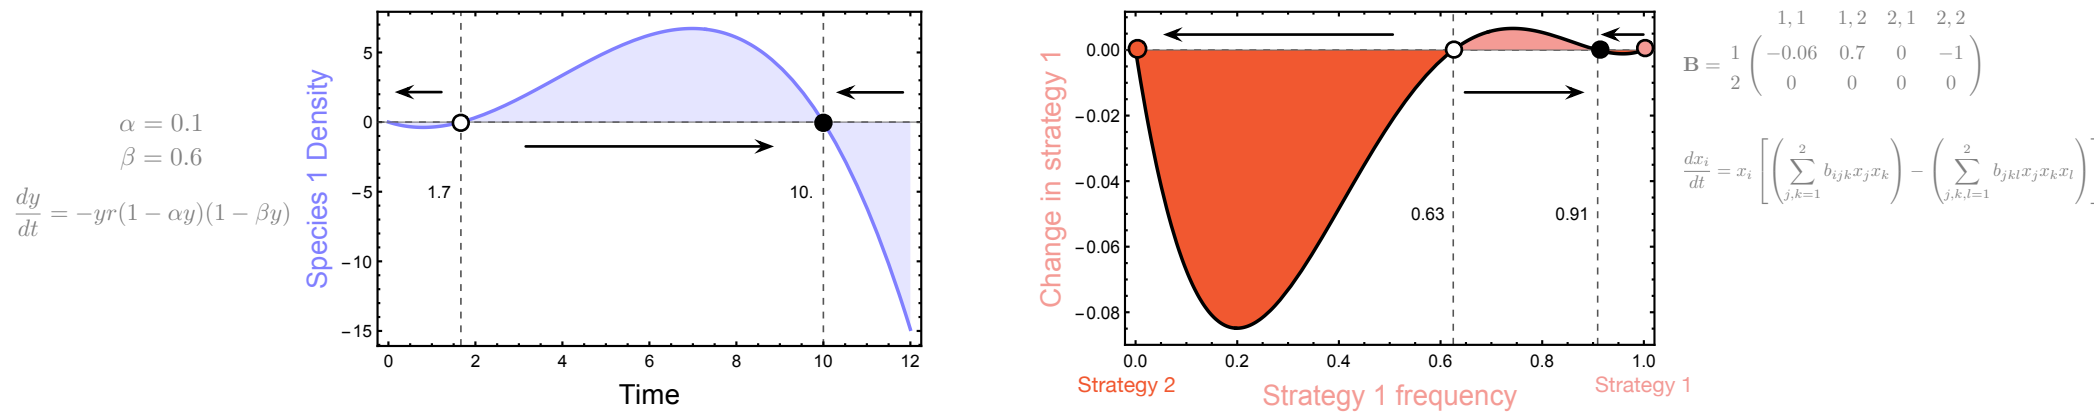 α = 0.1
β = 0.6
dy/dt = −yr(1 − αy)(1 − βy)
Species 1 Density
5
0
−5
−10
−15
1.7
10.
0 2 4 6 8 10 12
Time
Change in strategy 1
0.00
−0.02
−0.04
−0.06
−0.08
0.63
0.91
0.0 0.2 0.4 0.6 0.8 1.0
Strategy 2
Strategy 1 frequency
Strategy 1
1, 1 1, 2 2, 1 2, 2
B = 1 ( −0.06 0.7 0 −1 )
2 ( 0 0 0 0 )
dx_i/dt = x_i [ ( ∑_{j,k=1}^{2} b_{ijk} x_j x_k ) − ( ∑_{j,k,l=1}^{2} b_{jkl} x_j x_k x_l ) ]